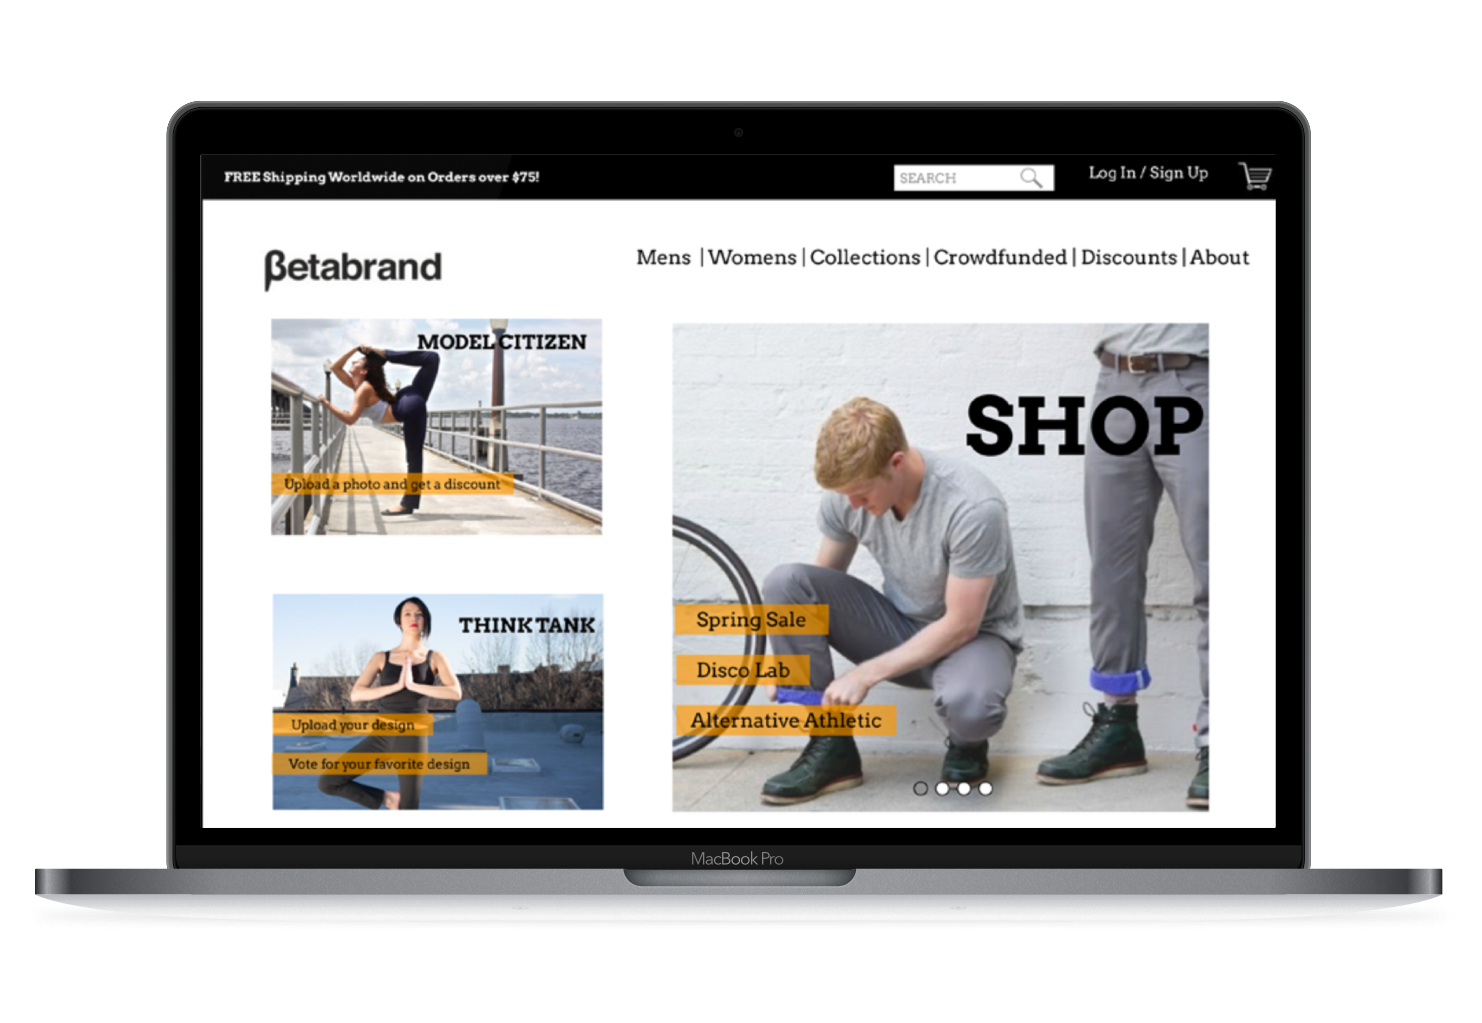 FREE Shipping Worldwide on Orders over $75!
SEARCH
Log In / Sign Up
βetabrand
Mens | Womens | Collections | Crowdfunded | Discounts | About
MODEL CITIZEN
Upload a photo and get a discount
THINK TANK
Upload your design
Vote for your favorite design
SHOP
Spring Sale
Disco Lab
Alternative Athletic
MacBook Pro